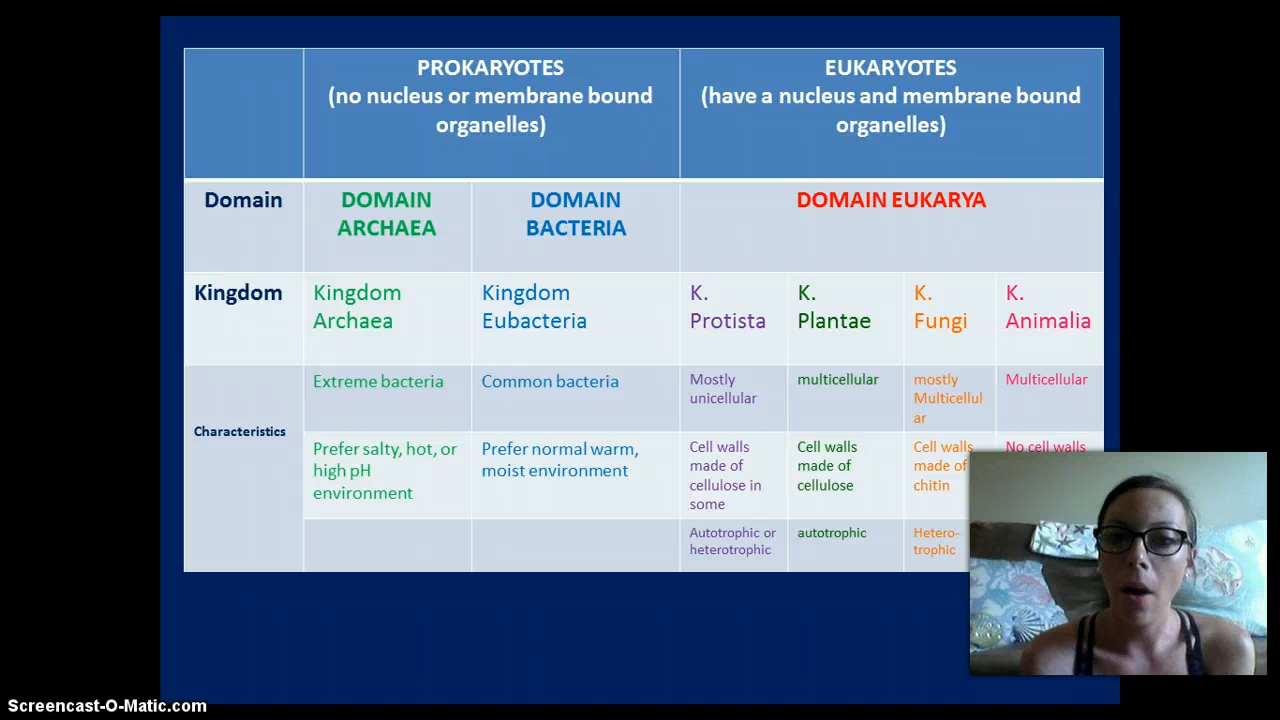 PROKARYOTES
(no nucleus or membrane bound
organelles)
EUKARYOTES
(have a nucleus and membrane bound
organelles)
Domain
DOMAIN
ARCHAEA
DOMAIN
BACTERIA
DOMAIN EUKARYA
Kingdom
Kingdom
Archaea
Kingdom
Eubacteria
K.
Protista
K.
Plantae
K.
Fungi
K.
Animalia
Characteristics
Extreme bacteria
Common bacteria
Mostly
unicellular
multicellular
mostly
Multicellul
ar
Multicellular
Prefer salty, hot, or
high pH
environment
Prefer normal warm,
moist environment
Cell walls
made of
cellulose in
some
Cell walls
made of
cellulose
Cell walls
made of
chitin
No cell walls
Autotrophic or
heterotrophic
autotrophic
Hetero-
trophic
Screencast-O-Matic.com